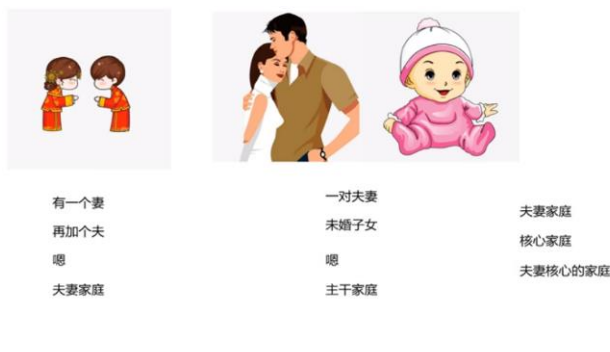 有一个妻
再加个夫
嗯
夫妻家庭
一对夫妻
未婚子女
嗯
主干家庭
夫妻家庭
核心家庭
夫妻核心的家庭